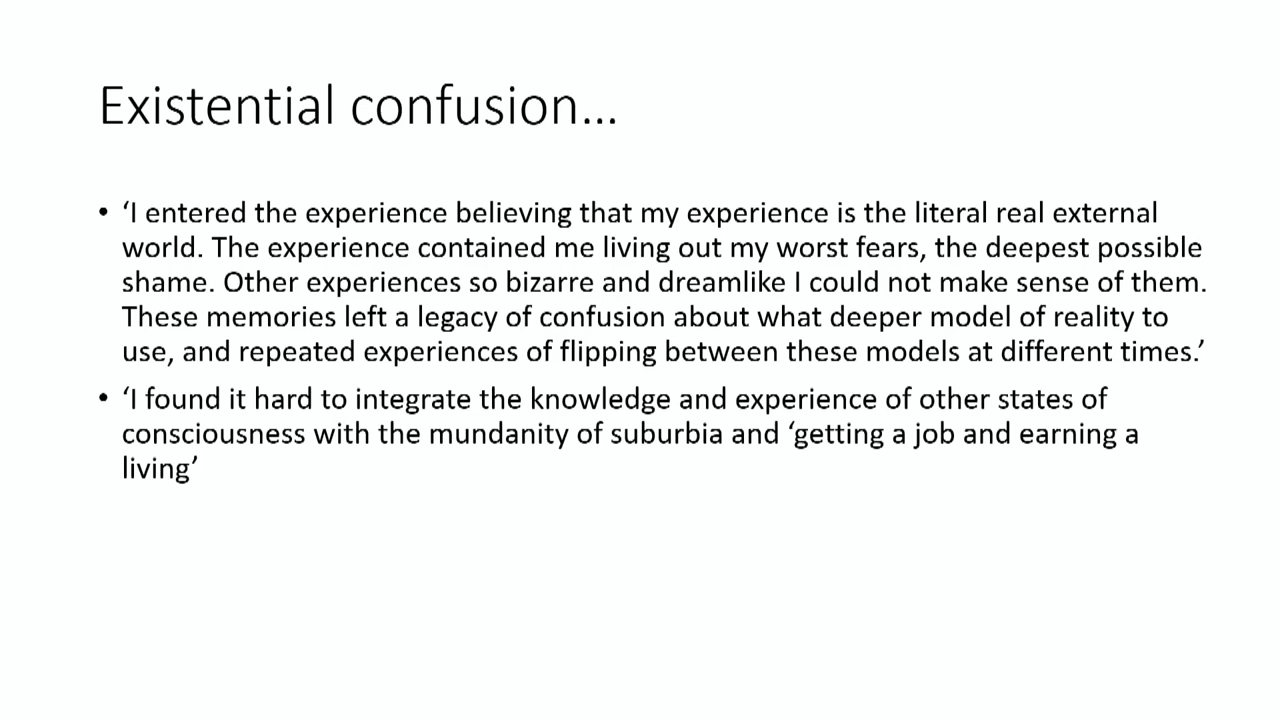 Existential confusion…
• ‘I entered the experience believing that my experience is the literal real external
world. The experience contained me living out my worst fears, the deepest possible
shame. Other experiences so bizarre and dreamlike I could not make sense of them.
These memories left a legacy of confusion about what deeper model of reality to
use, and repeated experiences of flipping between these models at different times.’
• ‘I found it hard to integrate the knowledge and experience of other states of
consciousness with the mundanity of suburbia and ‘getting a job and earning a
living’